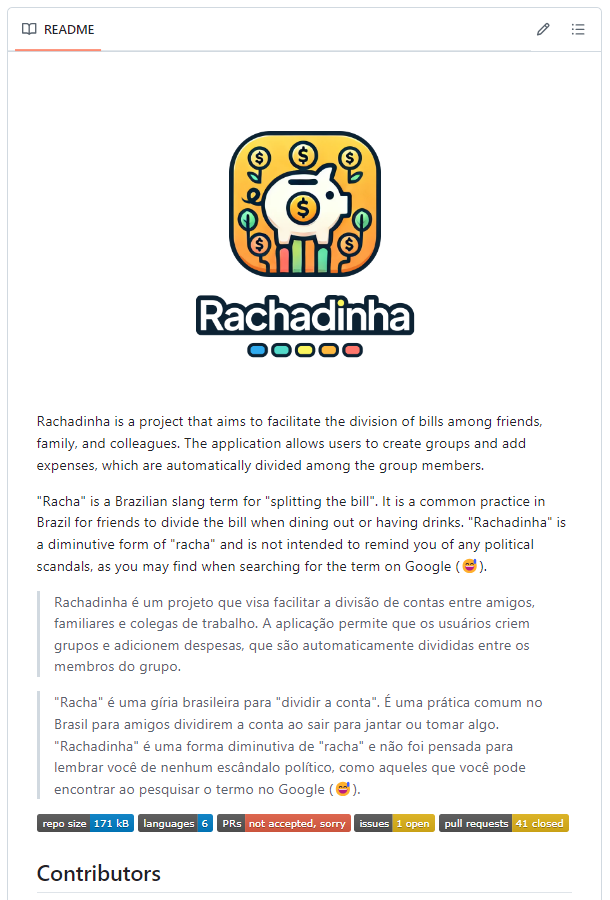 README
$ $ $
$
$ $
Rachadinha
Rachadinha is a project that aims to facilitate the division of bills among friends,
family, and colleagues. The application allows users to create groups and add
expenses, which are automatically divided among the group members.
"Racha" is a Brazilian slang term for "splitting the bill". It is a common practice in
Brazil for friends to divide the bill when dining out or having drinks. "Rachadinha" is
a diminutive form of "racha" and is not intended to remind you of any political
scandals, as you may find when searching for the term on Google (😅).
Rachadinha é um projeto que visa facilitar a divisão de contas entre amigos,
familiares e colegas de trabalho. A aplicação permite que os usuários criem
grupos e adicionem despesas, que são automaticamente divididas entre os
membros do grupo.
"Racha" é uma gíria brasileira para "dividir a conta". É uma prática comum no
Brasil para amigos dividirem a conta ao sair para jantar ou tomar algo.
"Rachadinha" é uma forma diminutiva de "racha" e não foi pensada para
lembrar você de nenhum escândalo político, como aqueles que você pode
encontrar ao pesquisar o termo no Google (😅).
repo size 171 kB languages 6 PRs not accepted, sorry issues 1 open pull requests 41 closed
Contributors